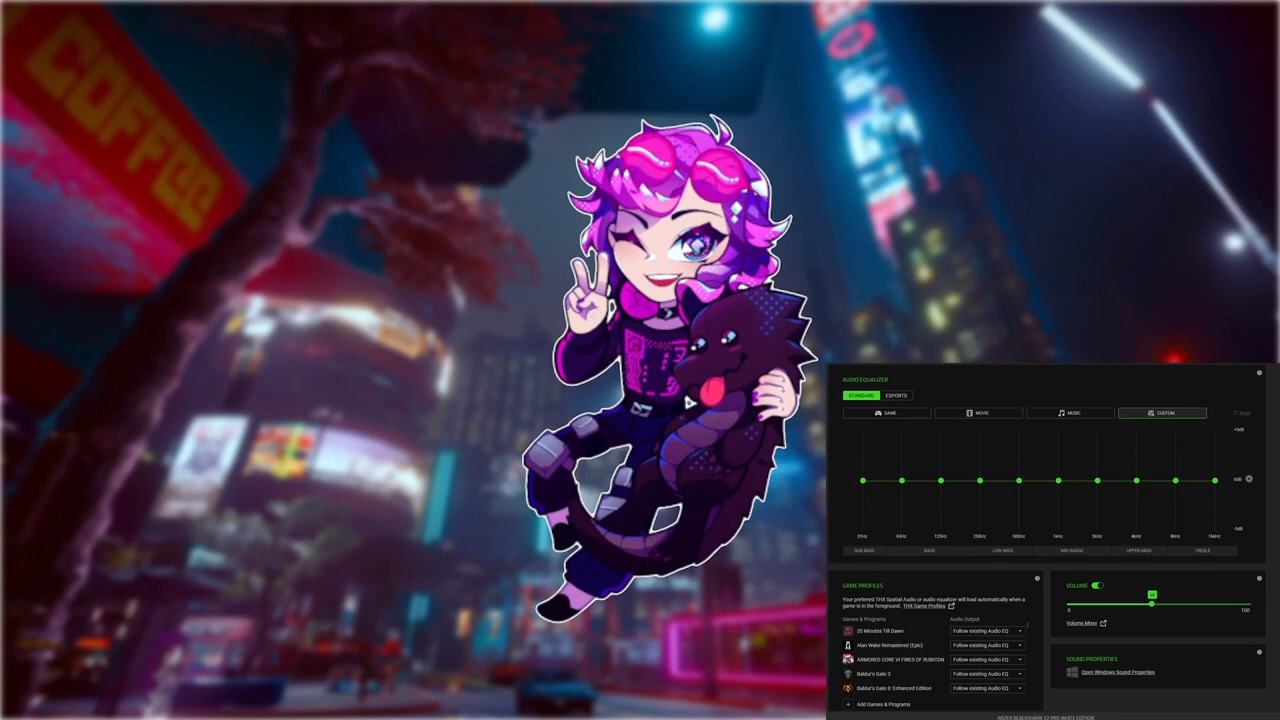 COFFEE
AUDIO EQUALIZER
STANDARD ESPORTS
GAME MOVIE MUSIC CUSTOM Reset
0dB
31Hz 63Hz 125Hz 250Hz 500Hz 1kHz 2kHz 4kHz 8kHz 16kHz
SUB BASS BASS LOW MIDS MID RANGE UPPER MIDS TREBLE
GAME PROFILES
Your preferred THX Spatial Audio or audio equalizer will load automatically when a
game is in the foreground. THX Game Profiles
Games & Programs Audio Output
20 Minutes Till Dawn Follow existing Audio EQ
Alan Wake Remastered (Epic) Follow existing Audio EQ
ARMORED CORE VI FIRES OF RUBICON Follow existing Audio EQ
Baldur's Gate 3 Follow existing Audio EQ
Baldur's Gate II: Enhanced Edition Follow existing Audio EQ
+ Add Games & Programs
VOLUME
0 100
Volume Mixer
SOUND PROPERTIES
Open Windows Sound Properties
RAZER BLACKSHARK V2 PRO WHITE EDITION